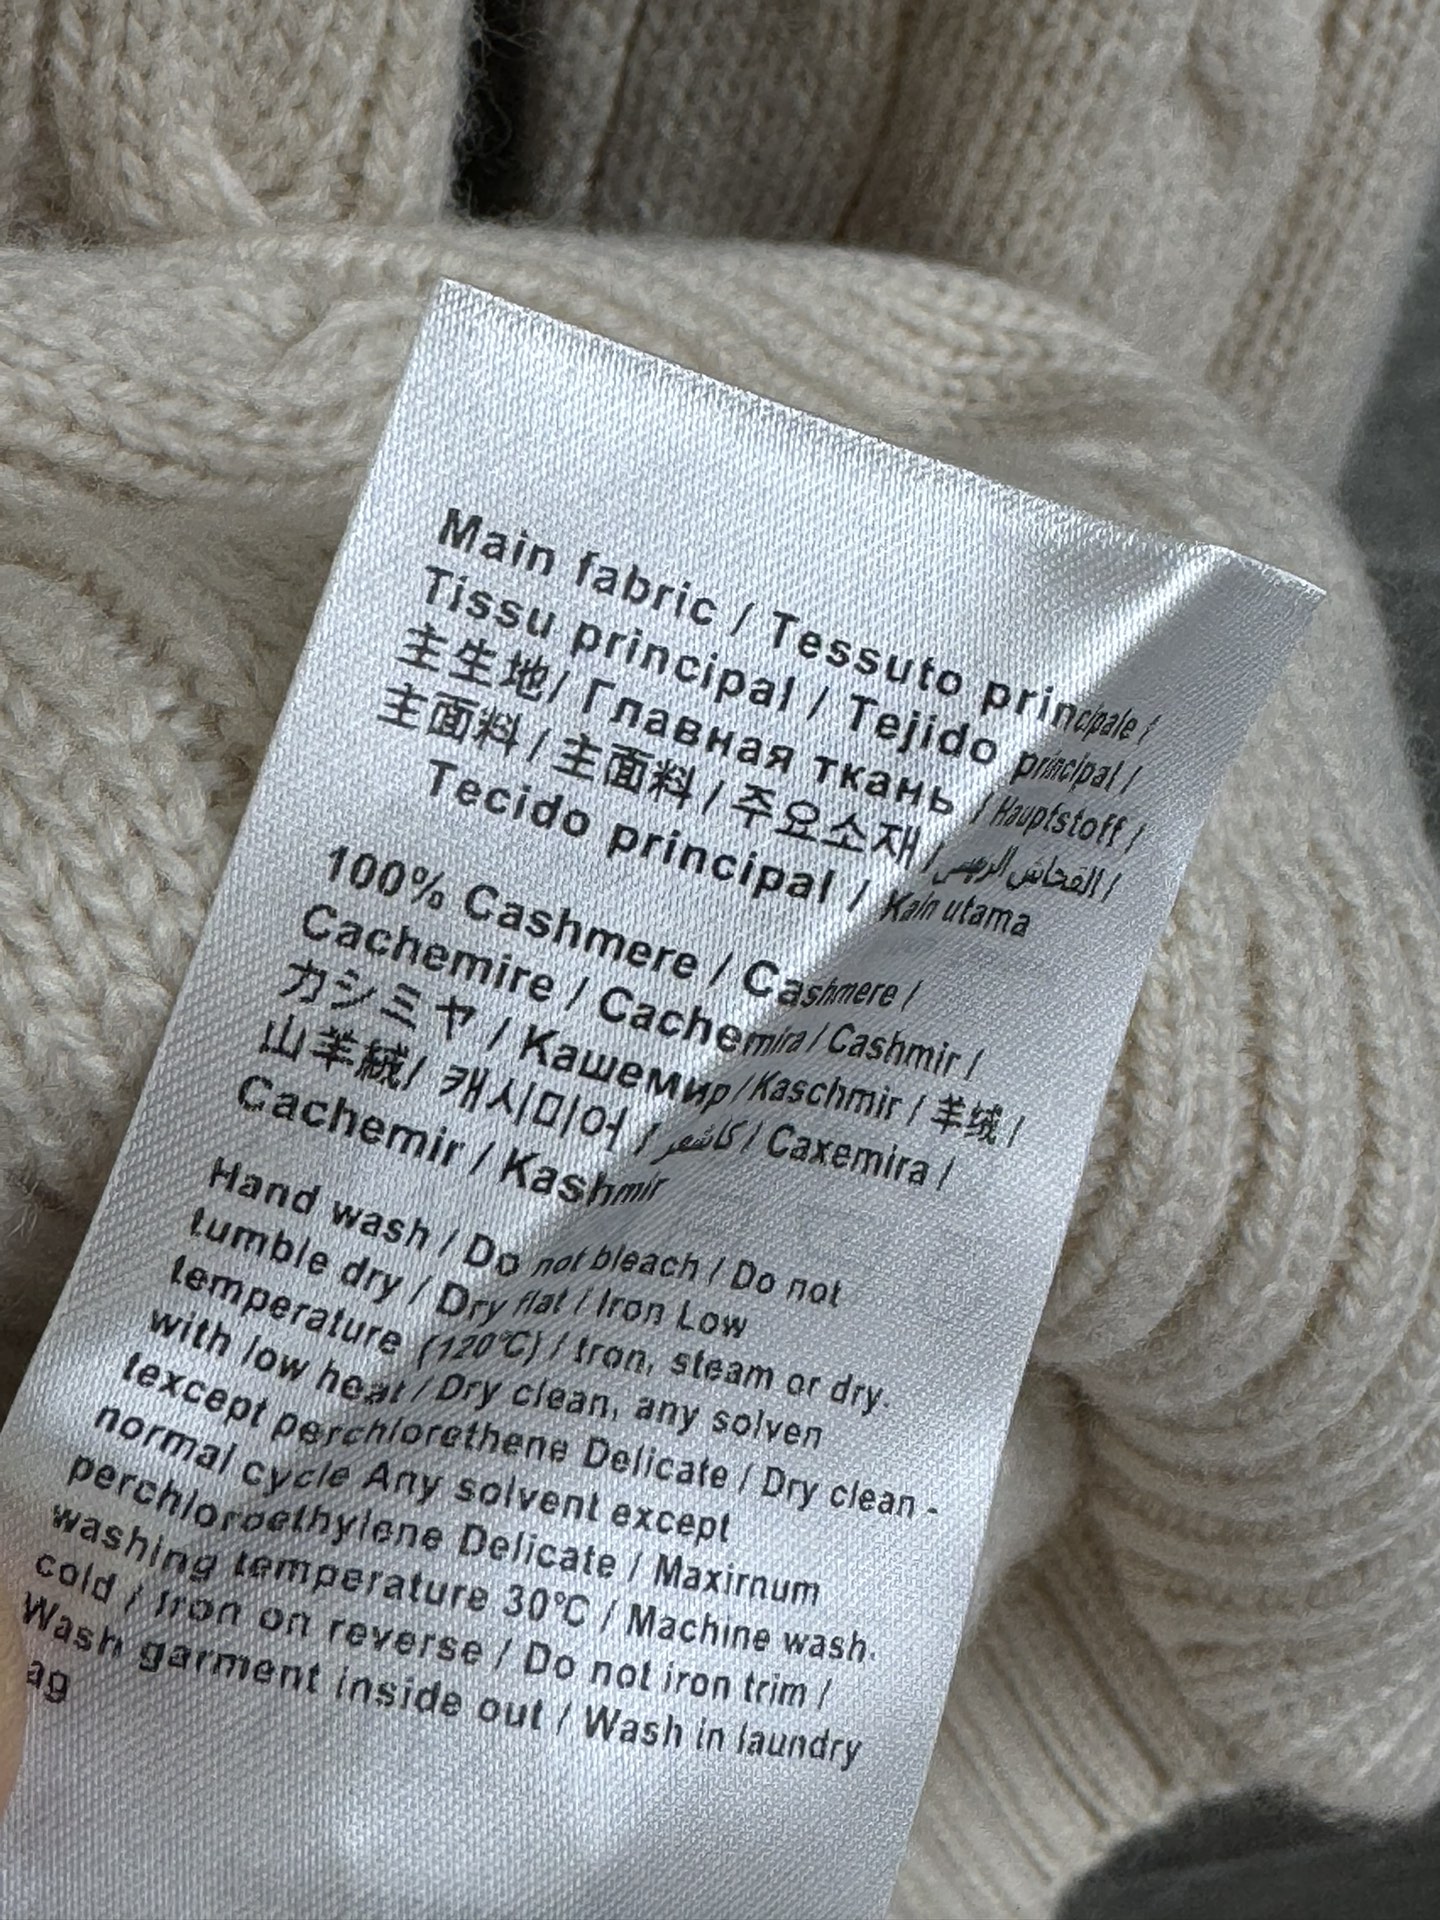 Main fabric / Tessuto principale /
Tissu principal / Tejido principal /
主生地/ Главная ткань / Hauptstoff /
主面料 / 主面料 / 주요소재 / /
Tecido principal / Kain utama
100% Cashmere / Cashmere /
Cachemire / Cachemira / Cashmir /
カシミヤ / Кашемир / Kaschmir / 羊绒 /
山羊絨/ 캐시미어 / كاشمر / Caxemira /
Cachemir / Kashmir
Hand wash / Do not bleach / Do not
tumble dry / Dry flat / Iron Low
temperature (120°C) / Iron, steam or dry.
with low heat / Dry clean, any solven
texcept perchlorethene Delicate / Dry clean -
normal cycle Any solvent except
perchloroethylene Delicate / Maxirnum
washing temperature 30°C / Machine wash.
cold / Iron on reverse / Do not iron trim /
Wash garment inside out / Wash in laundry
ag